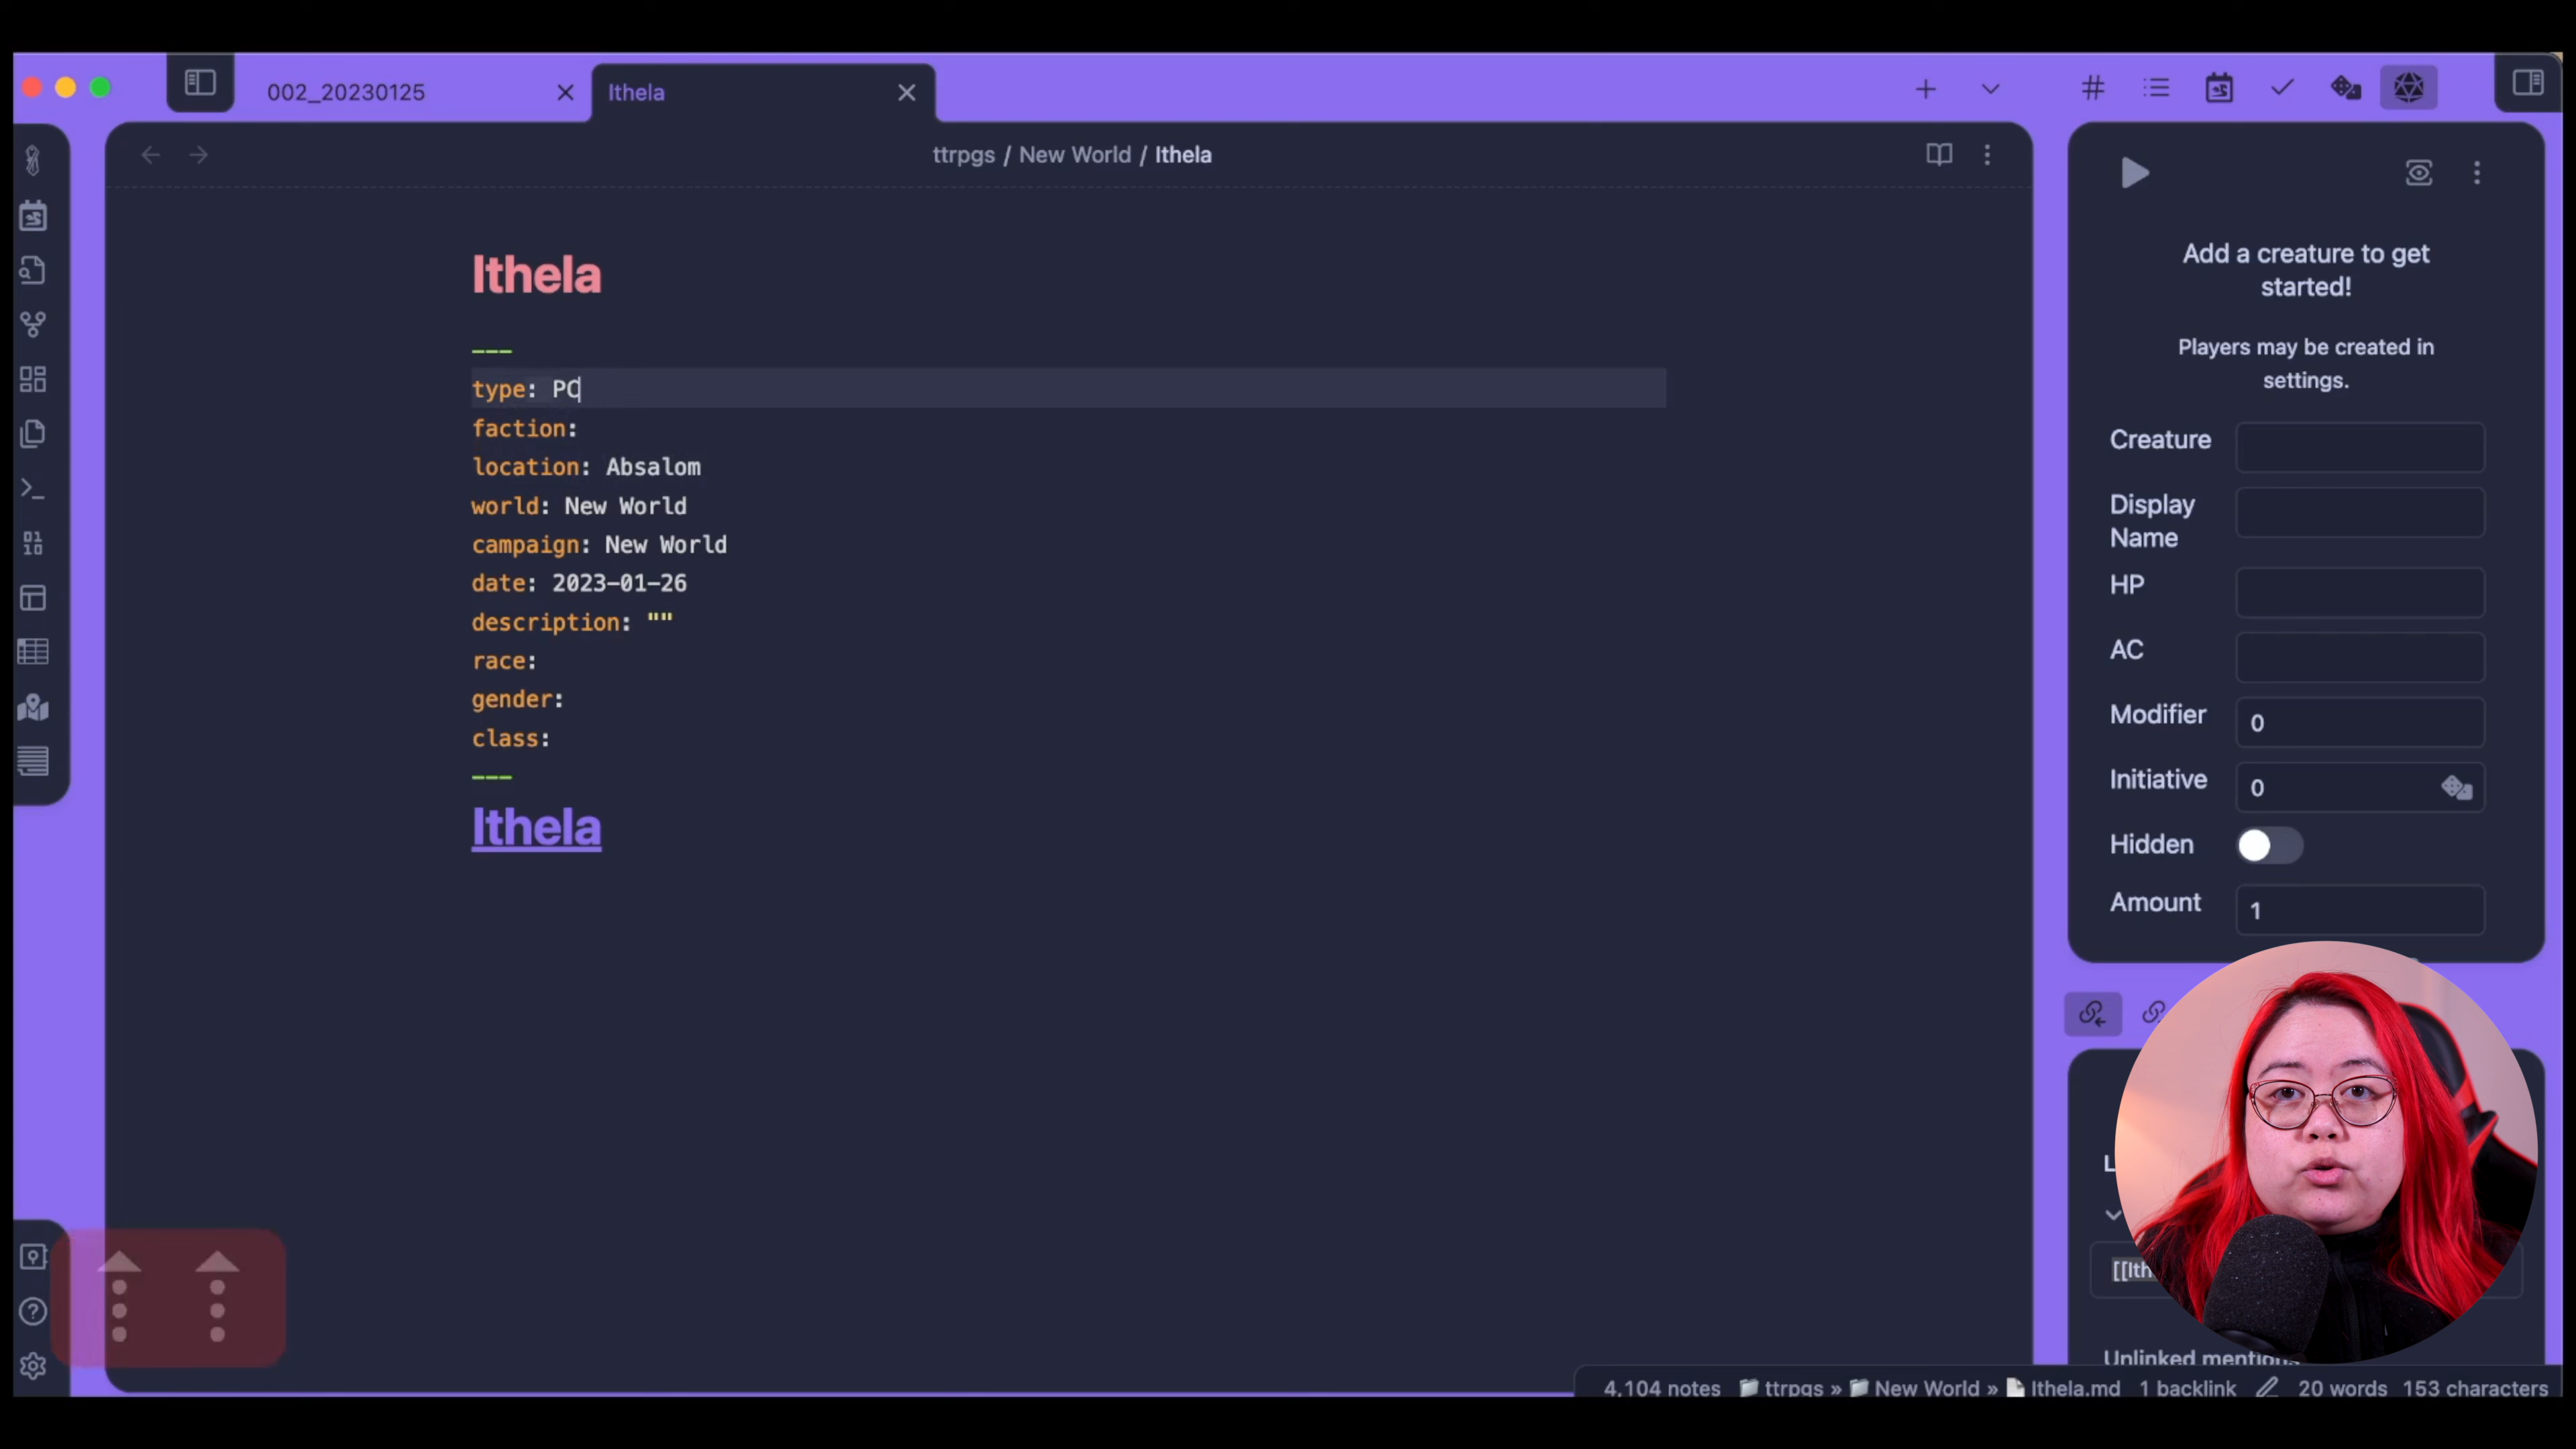 002_20230125
Ithela
ttrpgs / New World / Ithela
Ithela
---
type: PC
faction:
location: Absalom
world: New World
campaign: New World
date: 2023-01-26
description: ""
race:
gender:
class:
---
Ithela
Add a creature to get
started!
Players may be created in
settings.
Creature
Display
Name
HP
AC
Modifier
0
Initiative
0
Hidden
Amount
1
L
[[Ith
Unlinked mentions
4,104 notes ttrpgs » New World » Ithela.md 1 backlink 20 words 153 characters